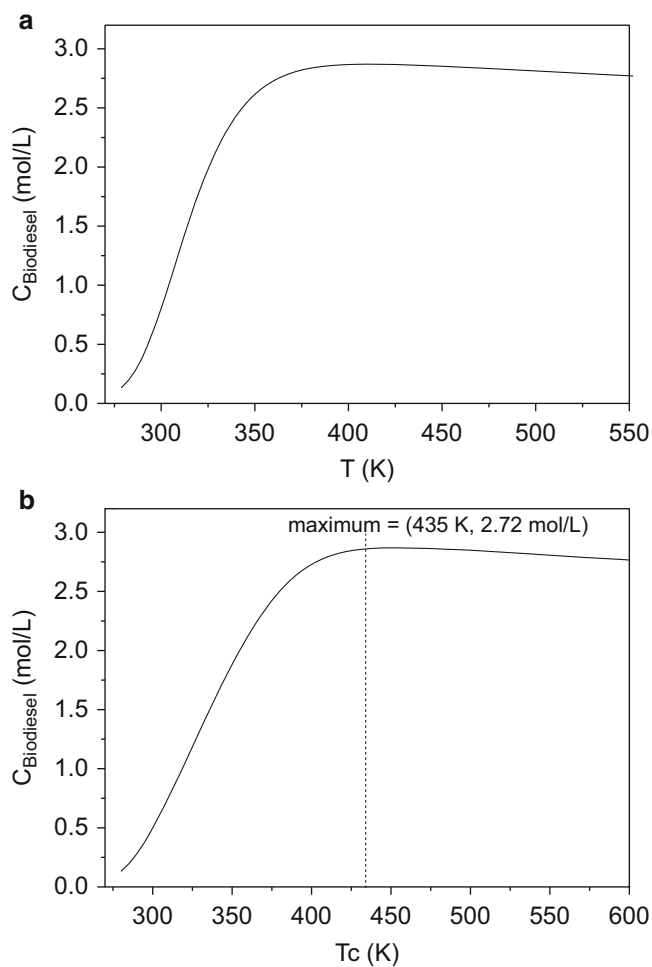 a
3.0
2.5
2.0
1.5
1.0
0.5
0.0
C_Biodiesel (mol/L)
300 350 400 450 500 550
T (K)
b
maximum = (435 K, 2.72 mol/L)
3.0
2.5
2.0
1.5
1.0
0.5
0.0
C_Biodiesel (mol/L)
300 350 400 450 500 550 600
Tc (K)